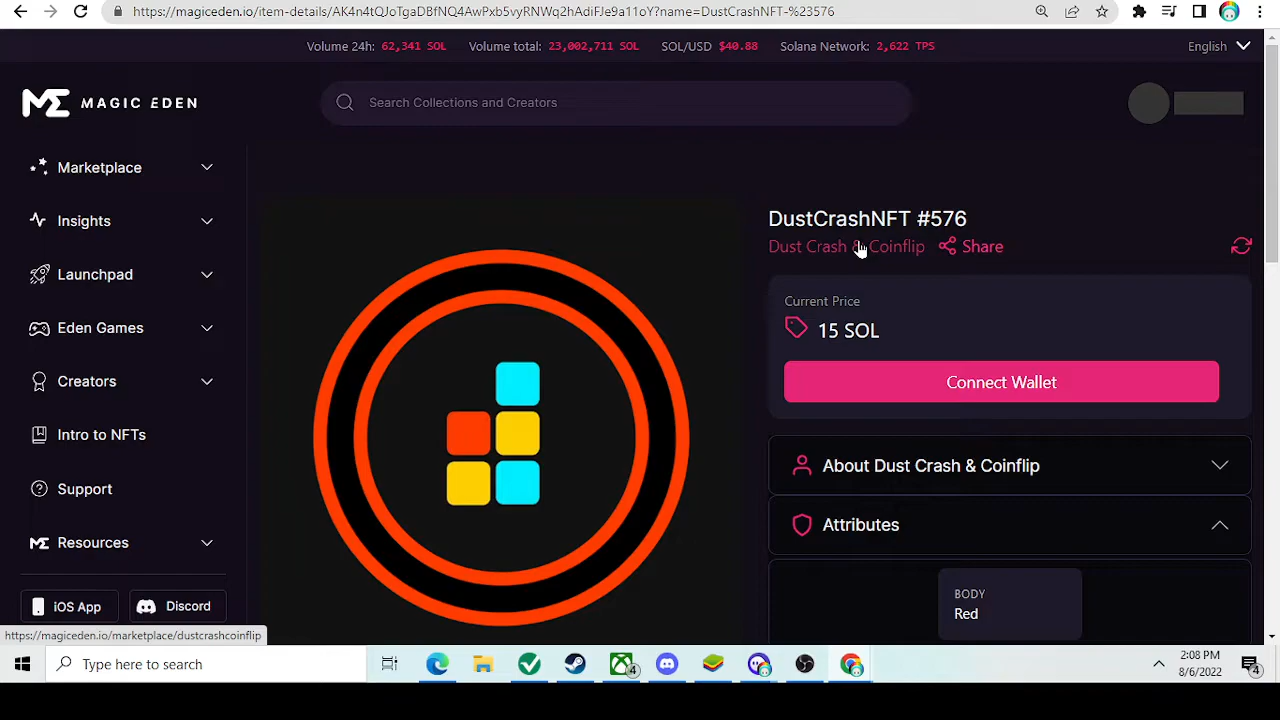 https://magiceden.io/item-details/AK4n4tQJoTgaDBfNQ4AwPxb5vyRNWq2hAdiFJe9a11oY?name=DustCrashNFT-%23576
Volume 24h: 62,341 SOL Volume total: 23,002,711 SOL SOL/USD $40.88 Solana Network: 2,622 TPS English
MAGIC EDEN
Search Collections and Creators
Marketplace
Insights
Launchpad
Eden Games
Creators
Intro to NFTs
Support
Resources
iOS App Discord
DustCrashNFT #576
Dust Crash & Coinflip Share
Current Price
15 SOL
Connect Wallet
About Dust Crash & Coinflip
Attributes
BODY
Red
https://magiceden.io/marketplace/dustcrashcoinflip
Type here to search
4
2:08 PM
8/6/2022
4